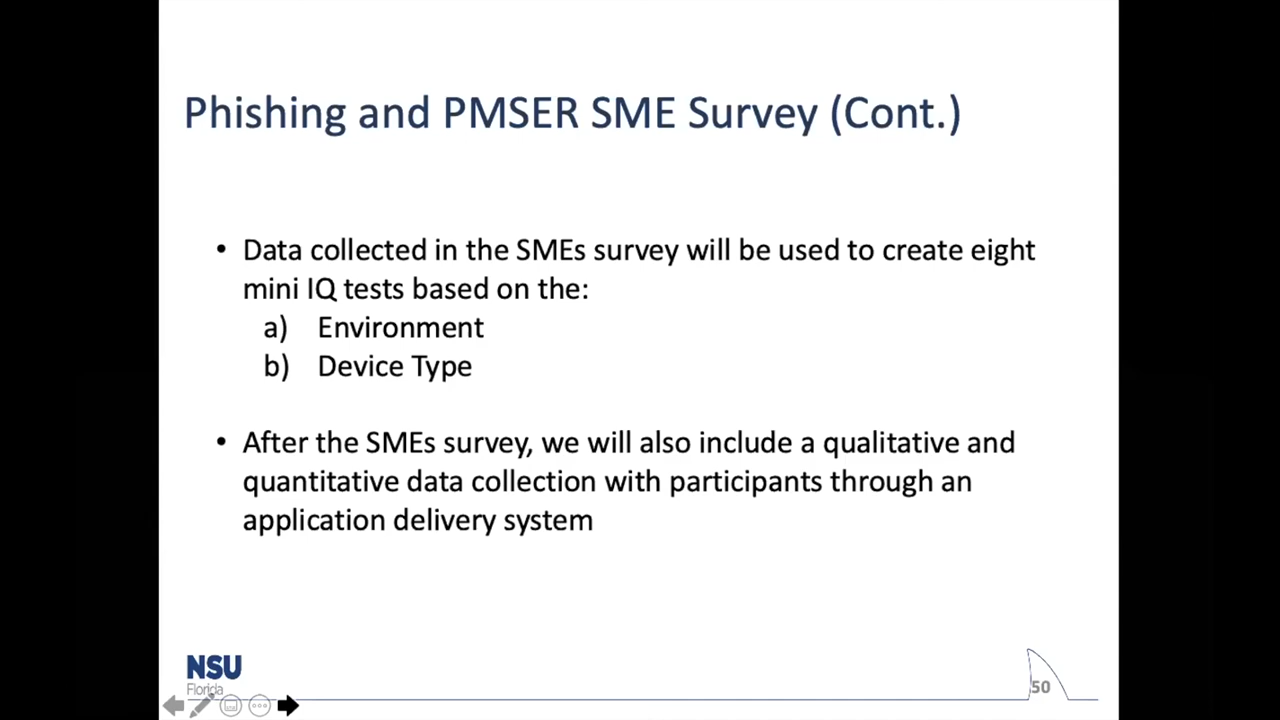 Phishing and PMSER SME Survey (Cont.)
• Data collected in the SMEs survey will be used to create eight
mini IQ tests based on the:
a) Environment
b) Device Type
• After the SMEs survey, we will also include a qualitative and
quantitative data collection with participants through an
application delivery system
NSU
Florida
50